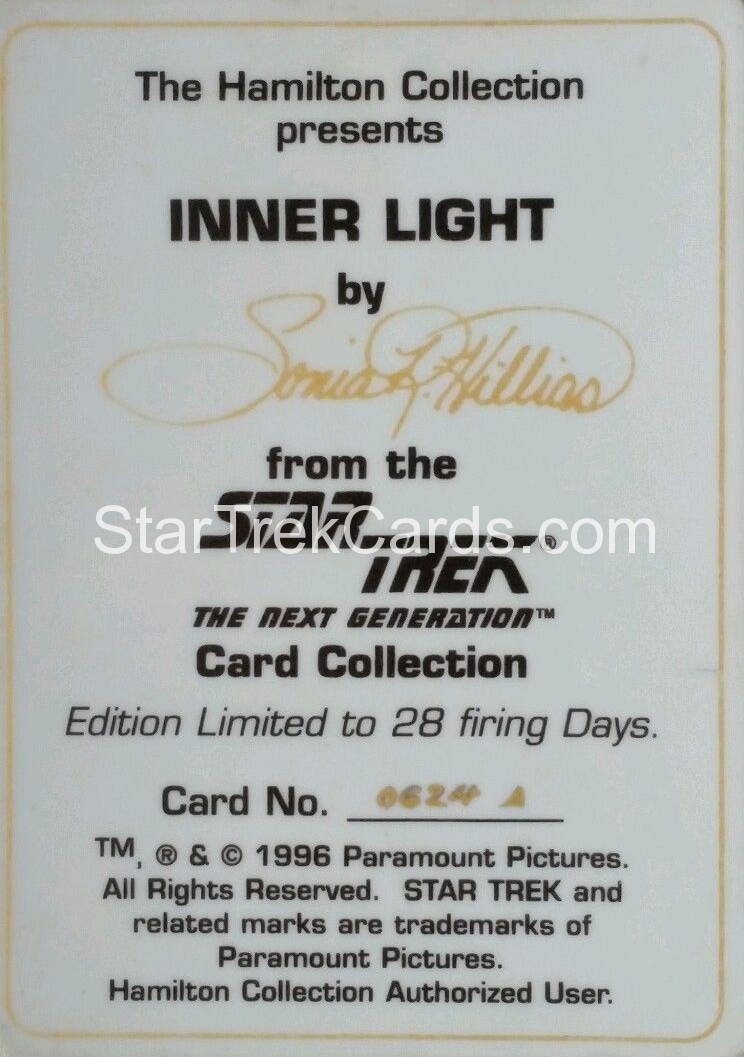 The Hamilton Collection
presents
INNER LIGHT
by
Sonia R. Hillios
from the
STAR
StarTrekCards.com
TREK®
THE NEXT GENERATION™
Card Collection
Edition Limited to 28 firing Days.
Card No. 0624 A
TM, ® & © 1996 Paramount Pictures.
All Rights Reserved. STAR TREK and
related marks are trademarks of
Paramount Pictures.
Hamilton Collection Authorized User.